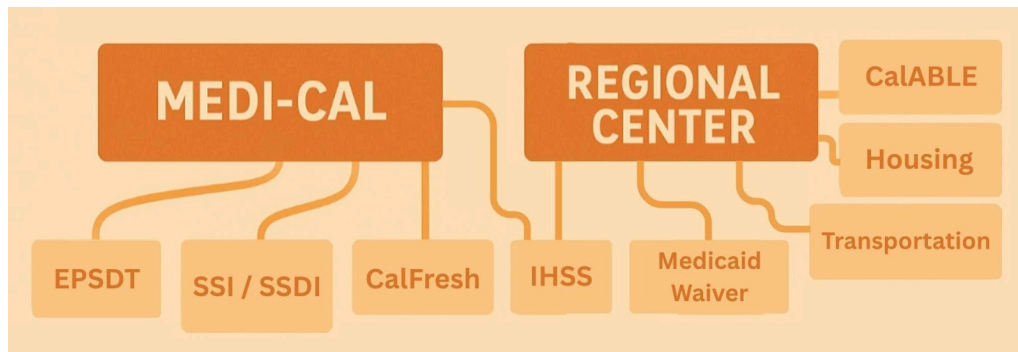 MEDI-CAL
REGIONAL
CENTER
CalABLE
Housing
Transportation
EPSDT
SSI / SSDI
CalFresh
IHSS
Medicaid
Waiver